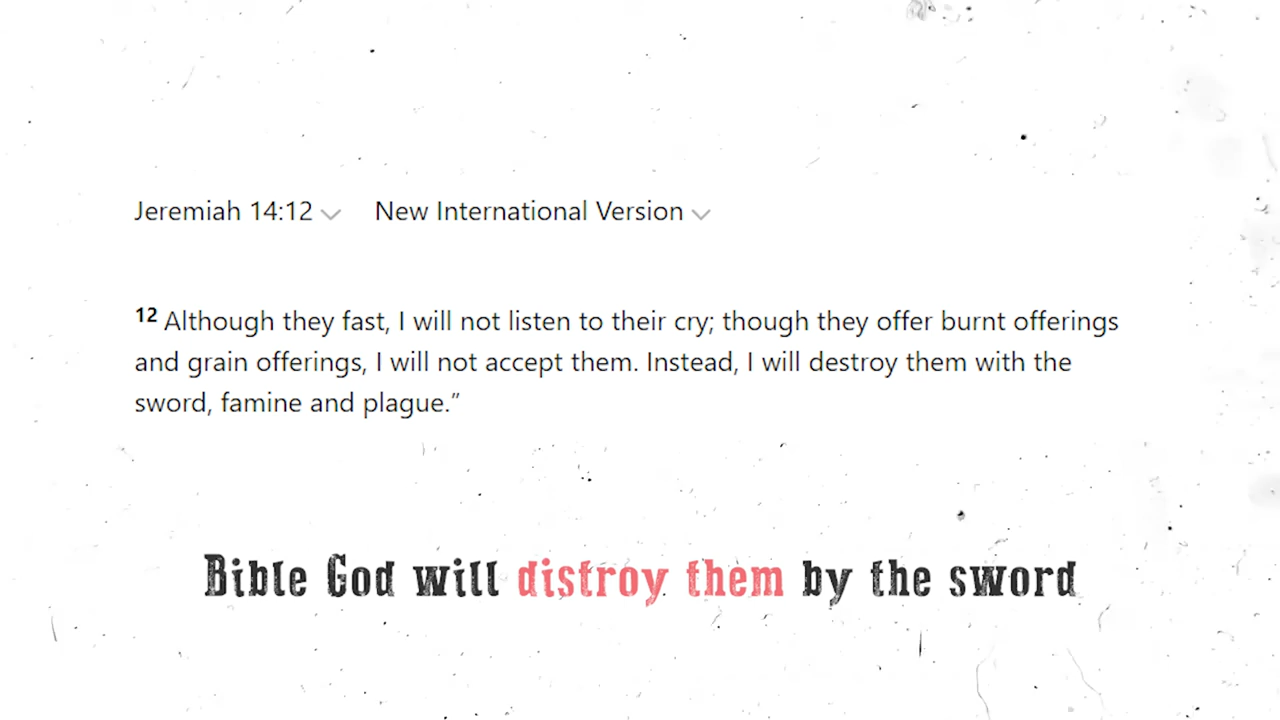 Jeremiah 14:12 New International Version
12 Although they fast, I will not listen to their cry; though they offer burnt offerings
and grain offerings, I will not accept them. Instead, I will destroy them with the
sword, famine and plague.”
Bible God will distroy them by the sword